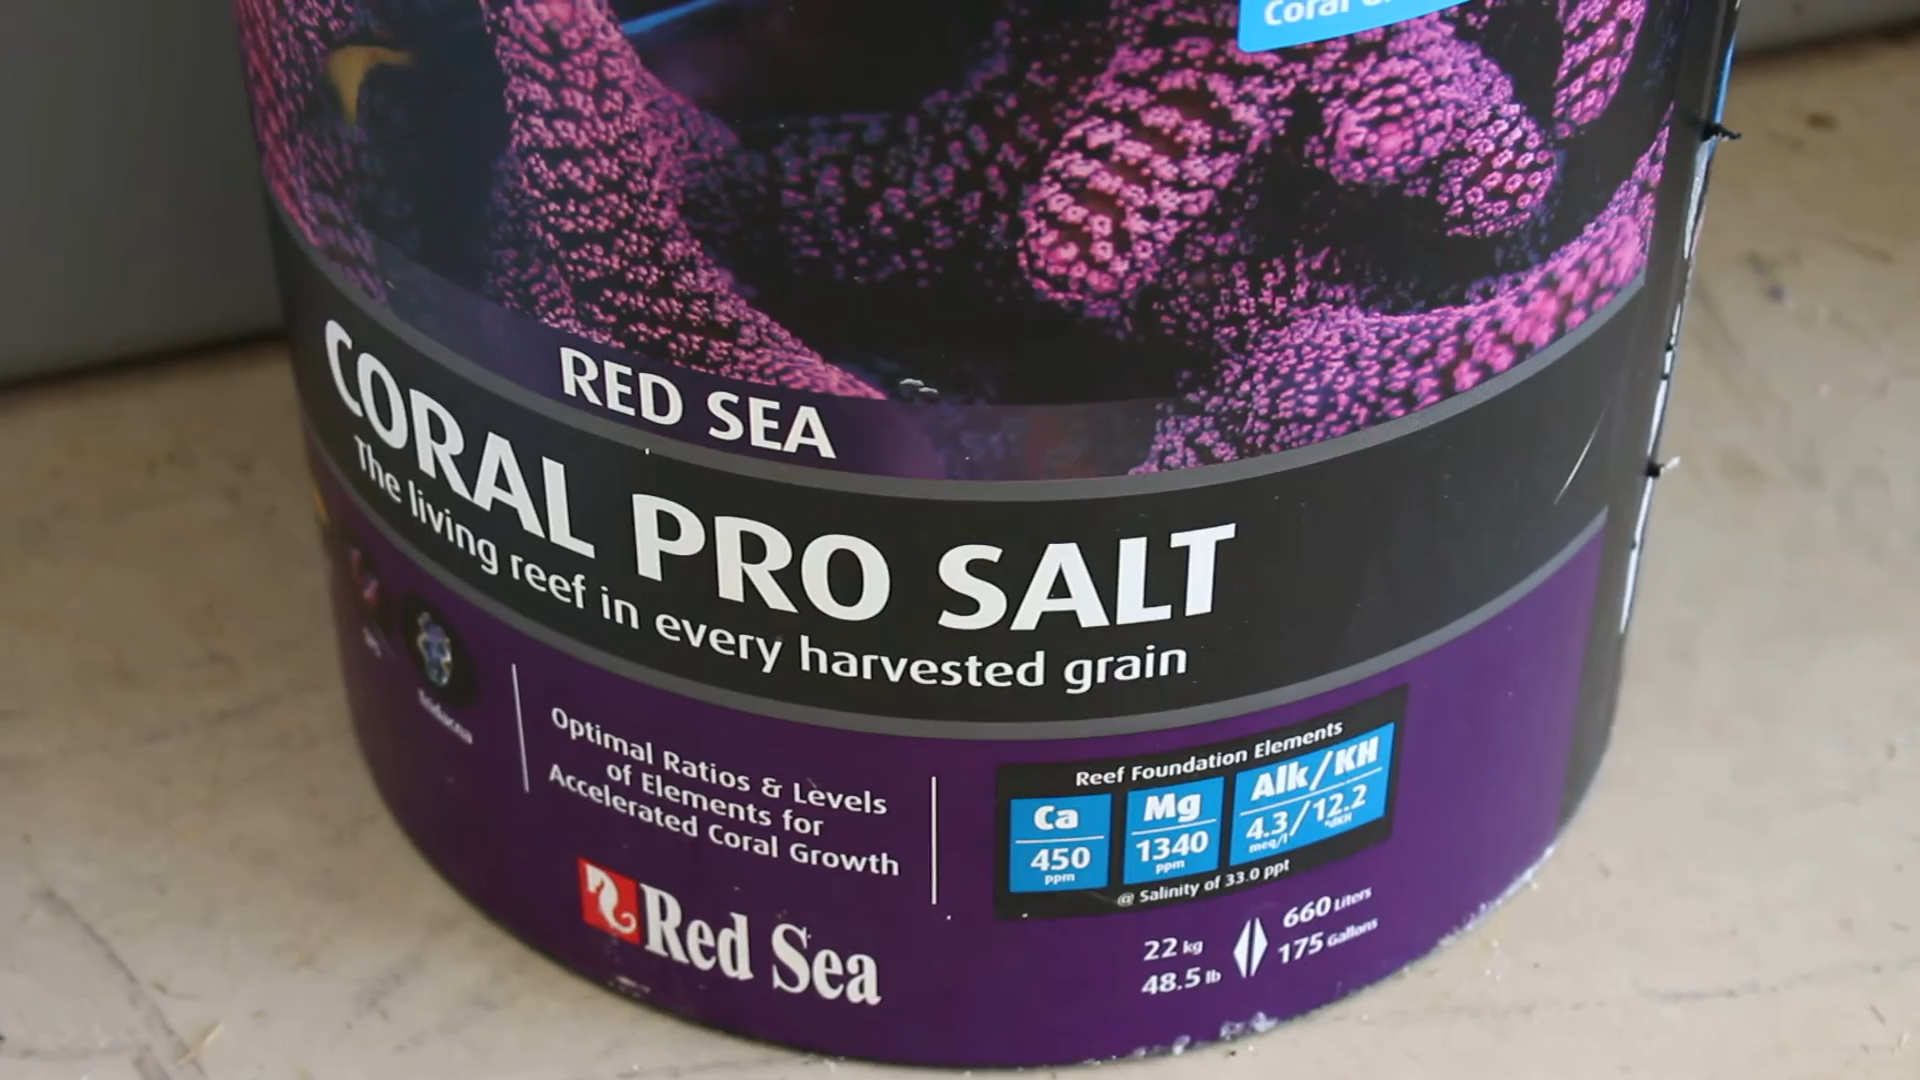 Coral
RED SEA
CORAL PRO SALT
The living reef in every harvested grain
Optimal Ratios & Levels
of Elements for
Accelerated Coral Growth
Red Sea
Reef Foundation Elements
Ca
450
ppm
Mg
1340
ppm
Alk/KH
4.3/12.2
meq/l °dKH
@ Salinity of 33.0 ppt
22 kg
48.5 lb
660 Liters
175 Gallons